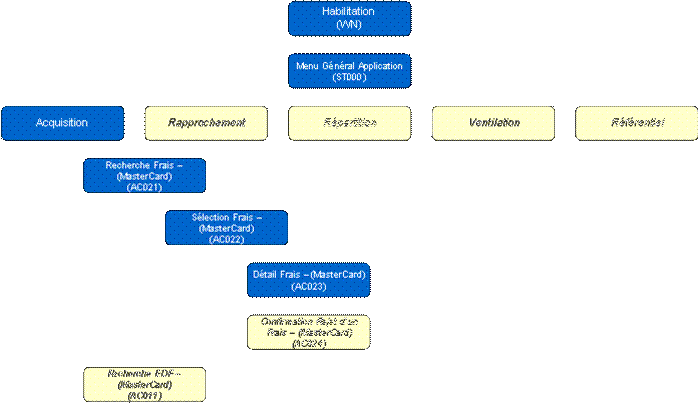 Habilitation
(WN)
Menu Général Application
(ST000)
Acquisition
Rapprochement
Répartition
Ventilation
Référentiel
Recherche Frais –
(MasterCard)
(AC021)
Sélection Frais –
(MasterCard)
(AC022)
Détail Frais – (MasterCard)
(AC023)
Confirmation Rejet d'un
Frais – (MasterCard)
(AC024)
Recherche EDF –
(MasterCard)
(AC011)